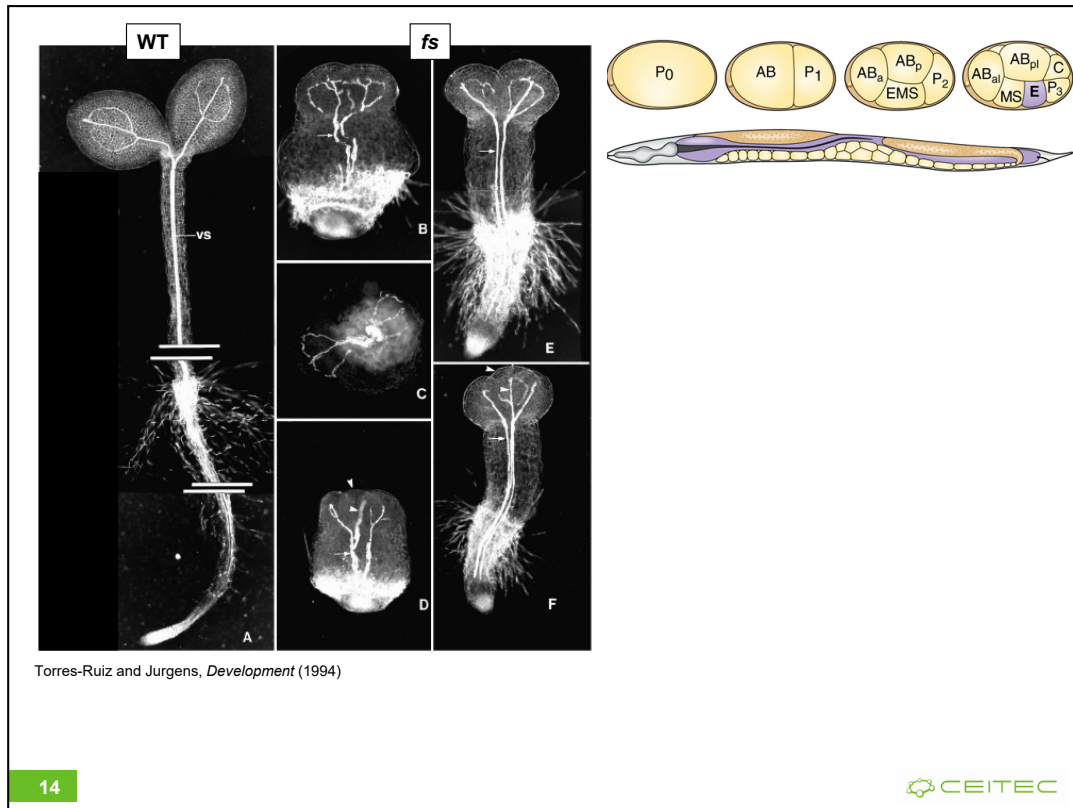 WT
fs
vs
A
B
C
D
E
F
P0
AB P1
ABa ABp EMS P2
ABal ABpl MS E C P3
Torres-Ruiz and Jurgens, Development (1994)
14
CEITEC